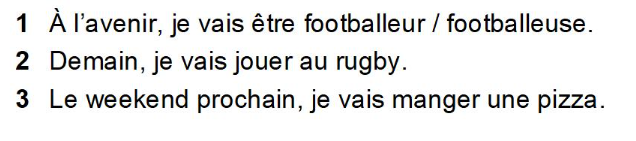 1 À l'avenir, je vais être footballeur / footballeuse.
2 Demain, je vais jouer au rugby.
3 Le weekend prochain, je vais manger une pizza.